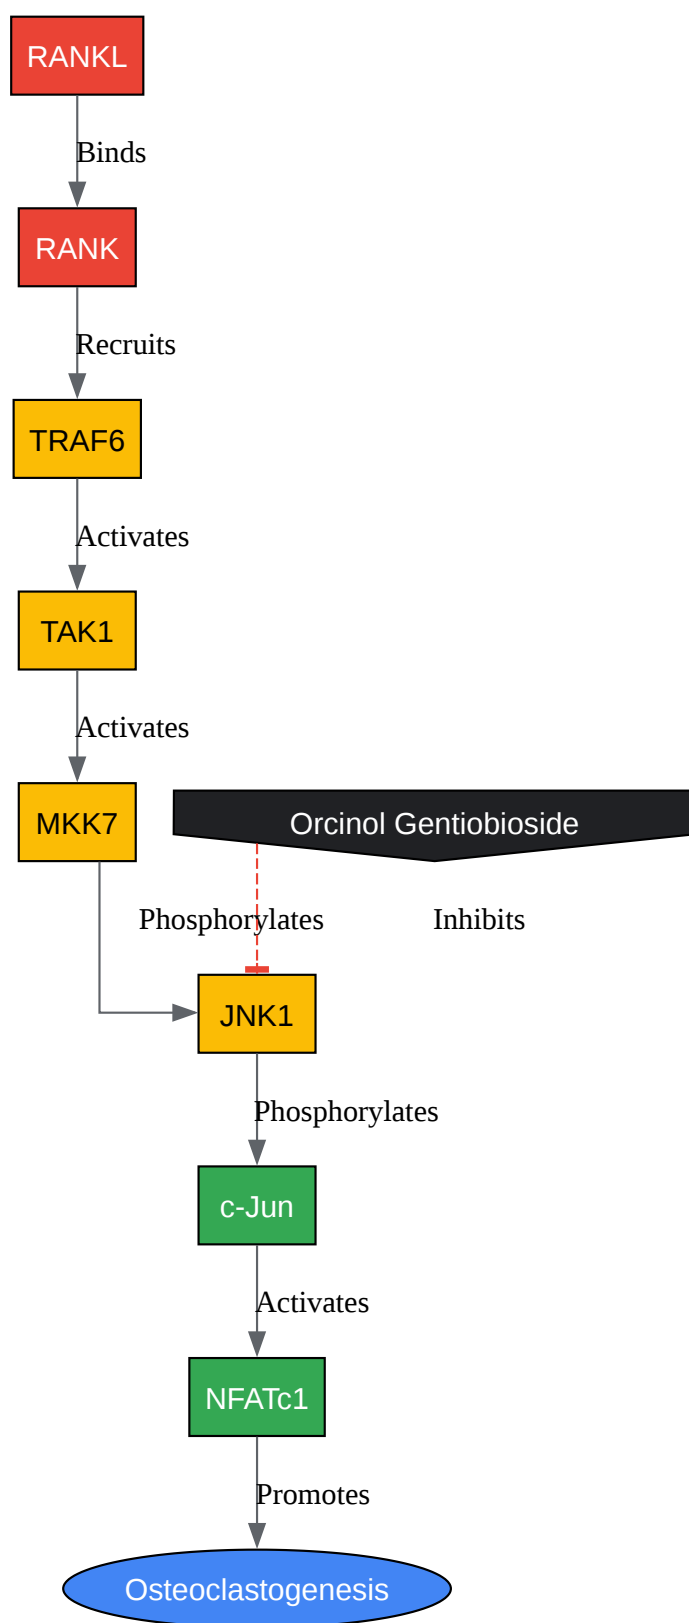 RANKL
Binds
RANK
Recruits
TRAF6
Activates
TAK1
Activates
MKK7
Orcinol Gentiobioside
Phosphorylates
Inhibits
JNK1
Phosphorylates
c-Jun
Activates
NFATc1
Promotes
Osteoclastogenesis